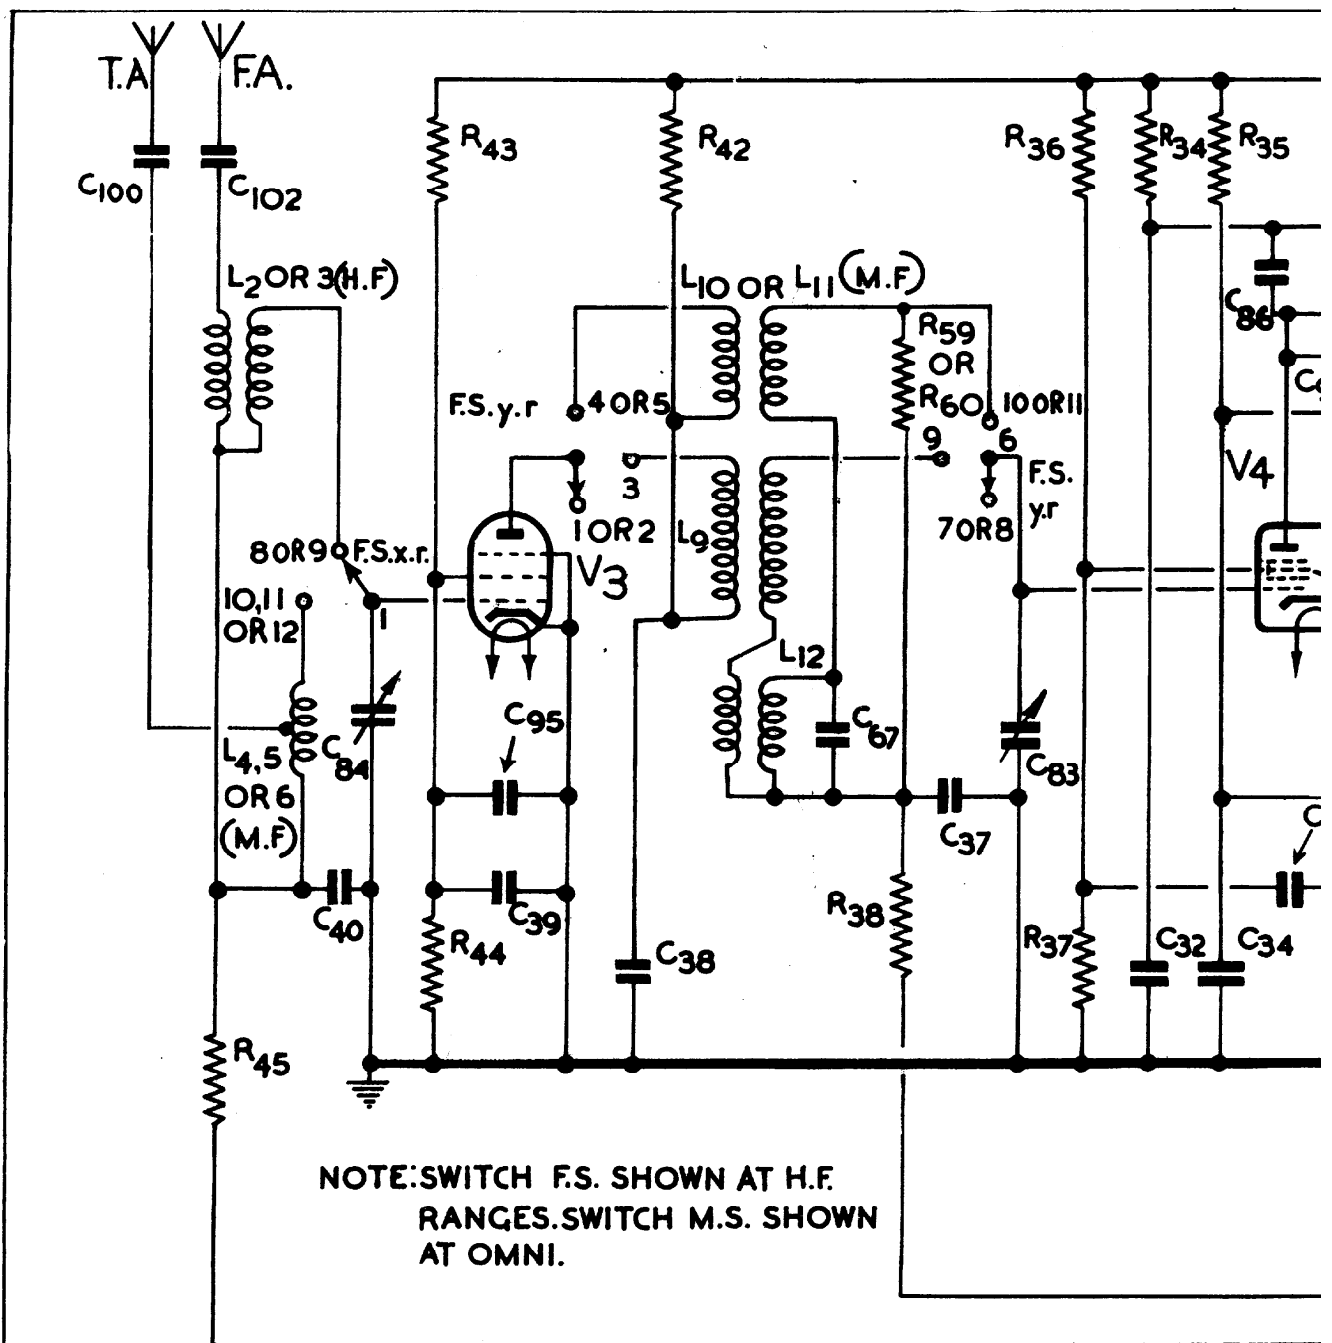 T.A F.A.
R43 R42 R36 R34 R35
C100 C102
L2 OR 3(H.F) L10 OR L11 (M.F)
C86
R59
OR
R60
F.S.y.r 4 OR 5 10 OR 11
9 6
3
F.S.
y.r
V4
1 OR 2 L9 7 OR 8
8 OR 9 F.S.x.r.
V3
10,11
OR 12
1
L12
C95 C67
L4,5
OR 6
(M.F)
C84 C83
C37
C40 C39 R38
R44 C38 R37 C32 C34
R45
NOTE:SWITCH F.S. SHOWN AT H.F.
RANGES.SWITCH M.S. SHOWN
AT OMNI.